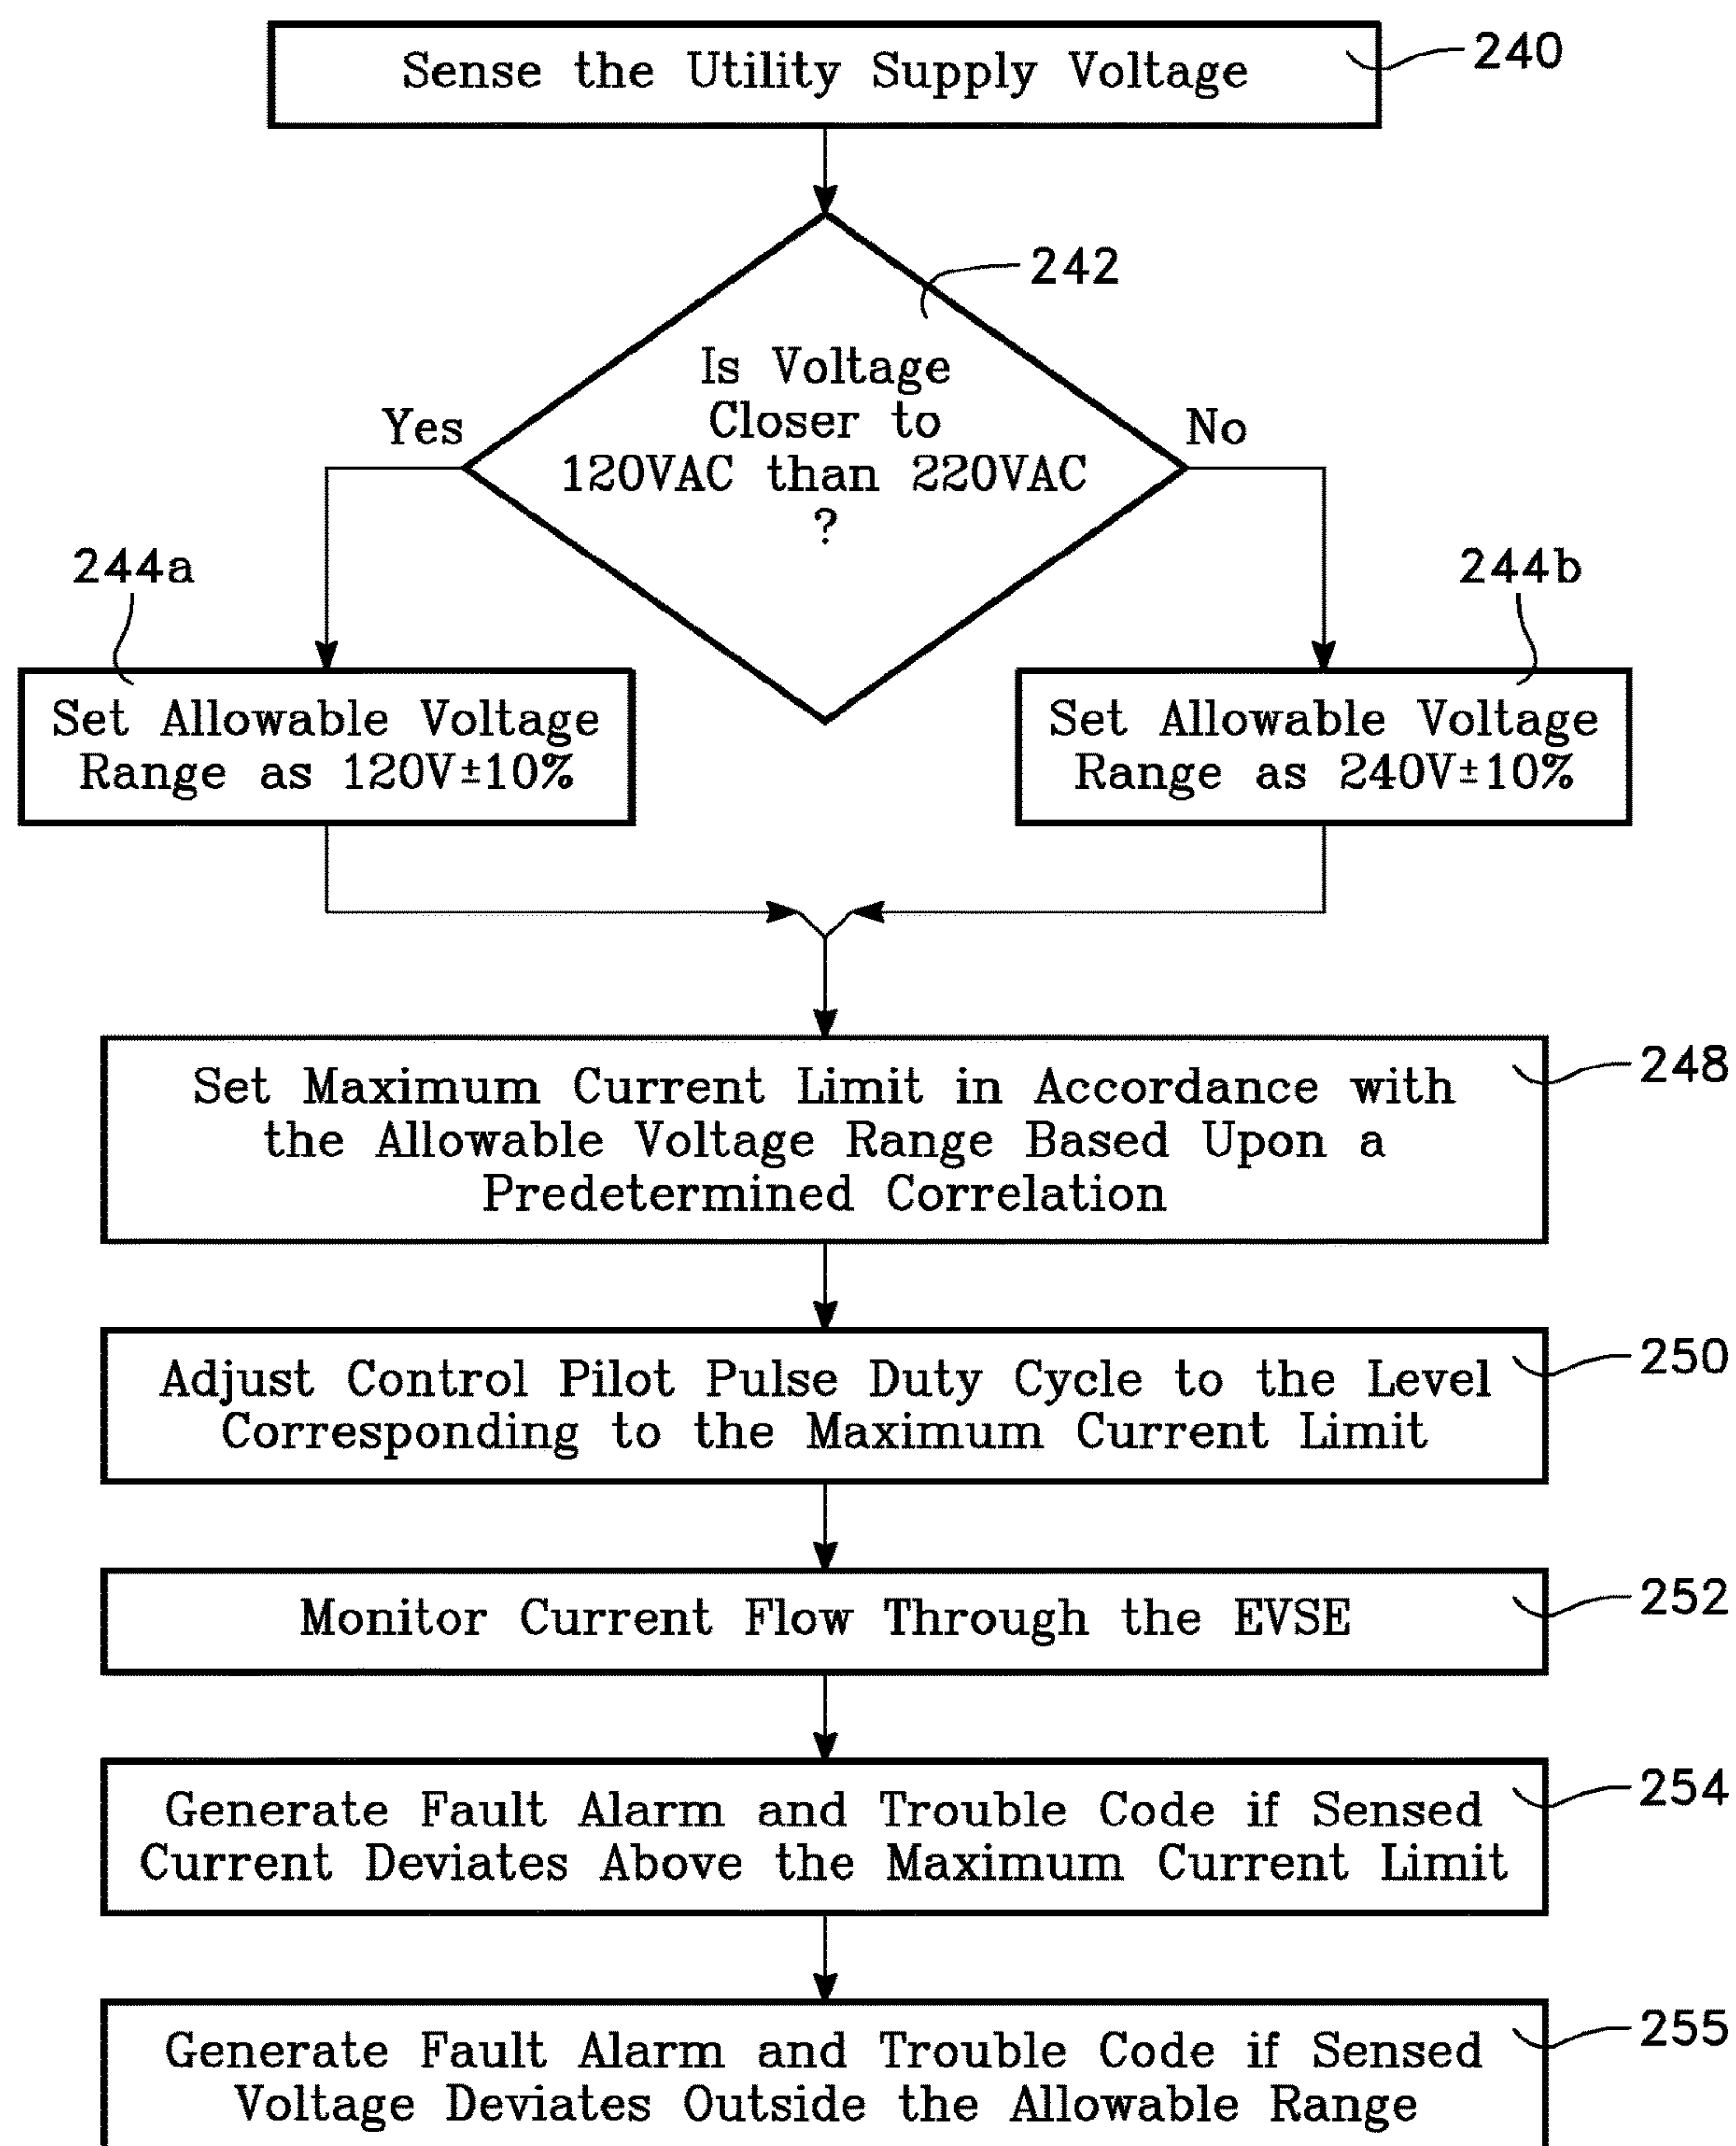 Sense the Utility Supply Voltage
240
242
Is Voltage
Closer to
120VAC than 220VAC
?
Yes
No
244a
244b
Set Allowable Voltage
Range as 120V±10%
Set Allowable Voltage
Range as 240V±10%
Set Maximum Current Limit in Accordance with
the Allowable Voltage Range Based Upon a
Predetermined Correlation
248
Adjust Control Pilot Pulse Duty Cycle to the Level
Corresponding to the Maximum Current Limit
250
Monitor Current Flow Through the EVSE
252
Generate Fault Alarm and Trouble Code if Sensed
Current Deviates Above the Maximum Current Limit
254
Generate Fault Alarm and Trouble Code if Sensed
Voltage Deviates Outside the Allowable Range
255